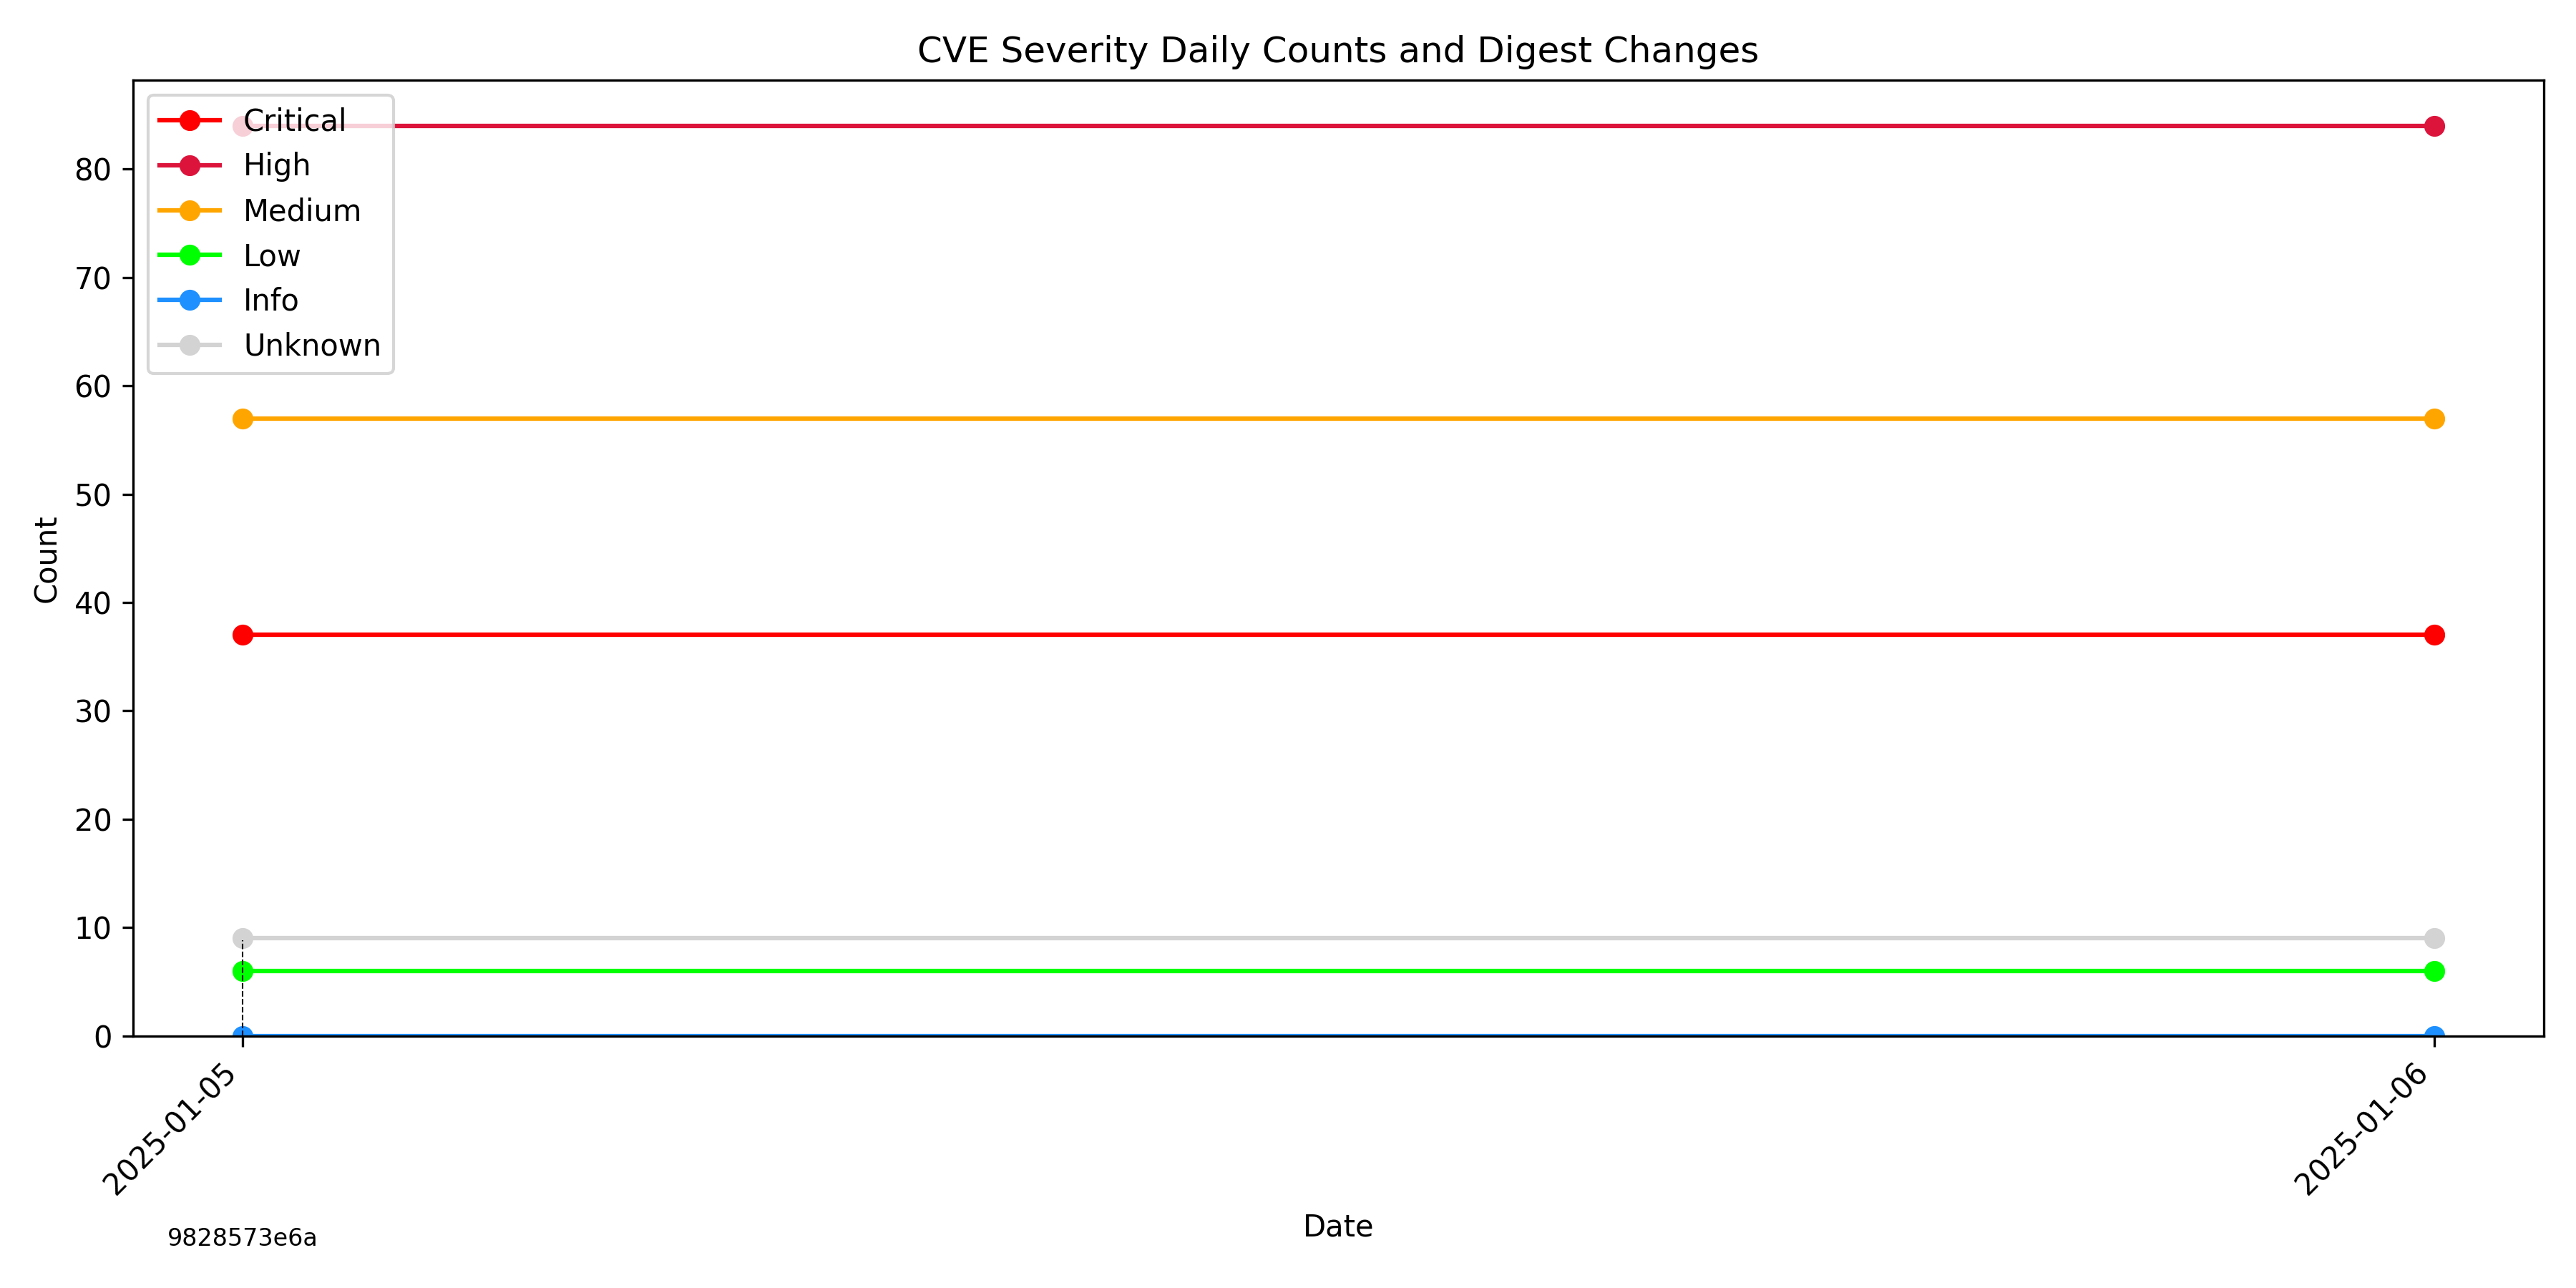 CVE Severity Daily Counts and Digest Changes
Critical
High
Medium
Low
Info
Unknown
80
70
60
50
40
30
20
10
0
Count
2025-01-05
2025-01-06
Date
9828573e6a